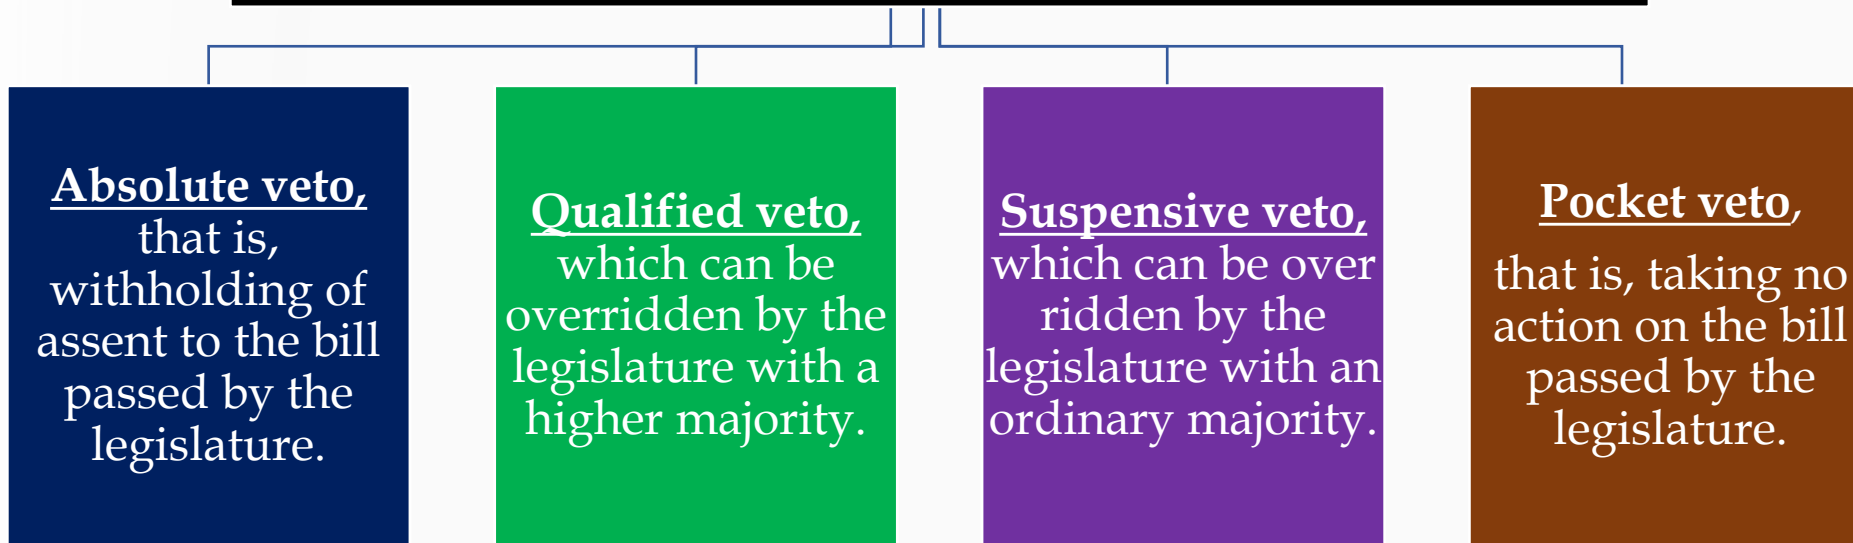 Absolute veto,
that is,
withholding of
assent to the bill
passed by the
legislature.
Qualified veto,
which can be
overridden by the
legislature with a
higher majority.
Suspensive veto,
which can be over
ridden by the
legislature with an
ordinary majority.
Pocket veto,
that is, taking no
action on the bill
passed by the
legislature.